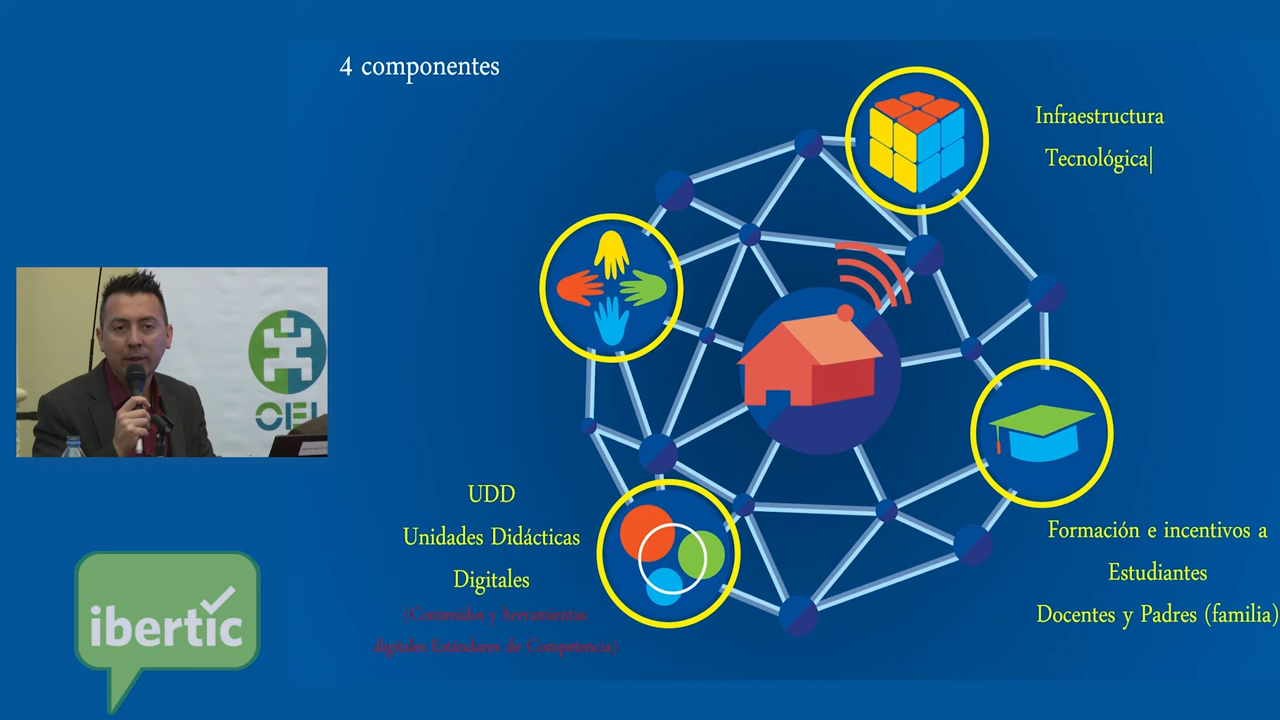 4 componentes
Infraestructura
Tecnológica
OEI
UDD
Unidades Didácticas
Digitales
(Contenidos y herramientas
digitales Estándares de Competencia)
Formación e incentivos a
Estudiantes
Docentes y Padres (familia)
ibertic